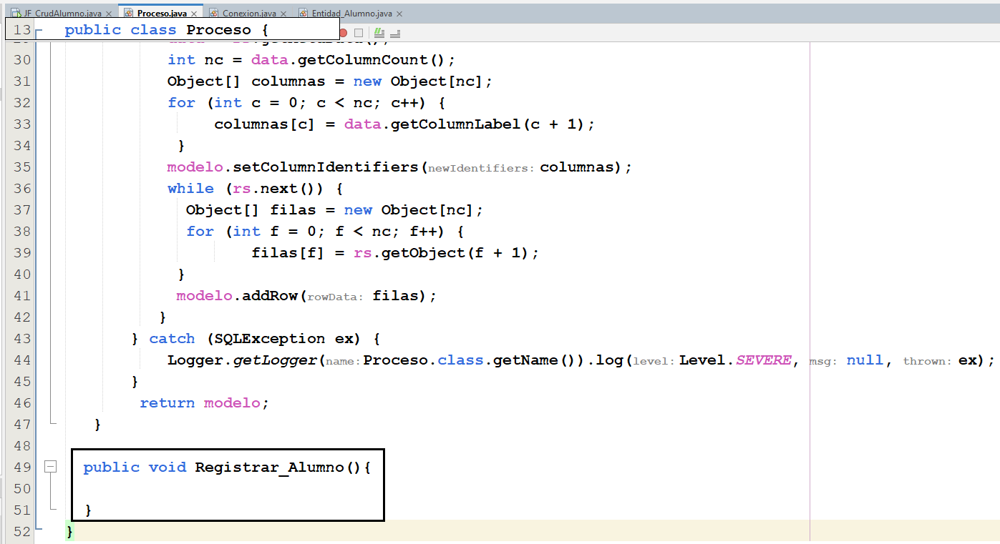 JF_CrudAlumno.java × Proceso.java × Conexion.java × Entidad_Alumno.java ×
13 public class Proceso {
30 int nc = data.getColumnCount();
31 Object[] columnas = new Object[nc];
32 for (int c = 0; c < nc; c++) {
33 columnas[c] = data.getColumnLabel(c + 1);
34 }
35 modelo.setColumnIdentifiers(newIdentifiers: columnas);
36 while (rs.next()) {
37 Object[] filas = new Object[nc];
38 for (int f = 0; f < nc; f++) {
39 filas[f] = rs.getObject(f + 1);
40 }
41 modelo.addRow(rowData: filas);
42 }
43 } catch (SQLException ex) {
44 Logger.getLogger(name: Proceso.class.getName()).log(level: Level.SEVERE, msg: null, thrown: ex);
45 }
46 return modelo;
47 }
48
49 public void Registrar_Alumno(){
50
51 }
52 }